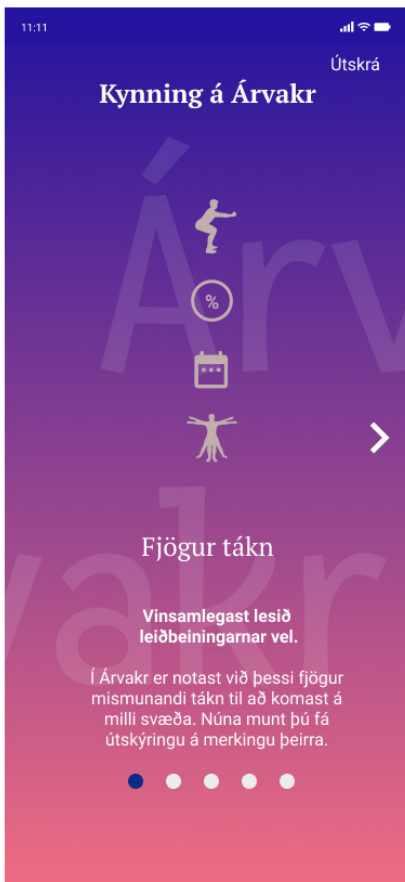 11:11
Útskrá
Kynning á Árvakr
Árv
%
Fjögur tákn
vakr
Vinsamlegast lesið
leiðbeiningarnar vel.
Í Árvakr er notast við þessi fjögur
mismunandi tákn til að komast á
milli svæða. Núna munt þú fá
útskýringu á merkingu þeirra.